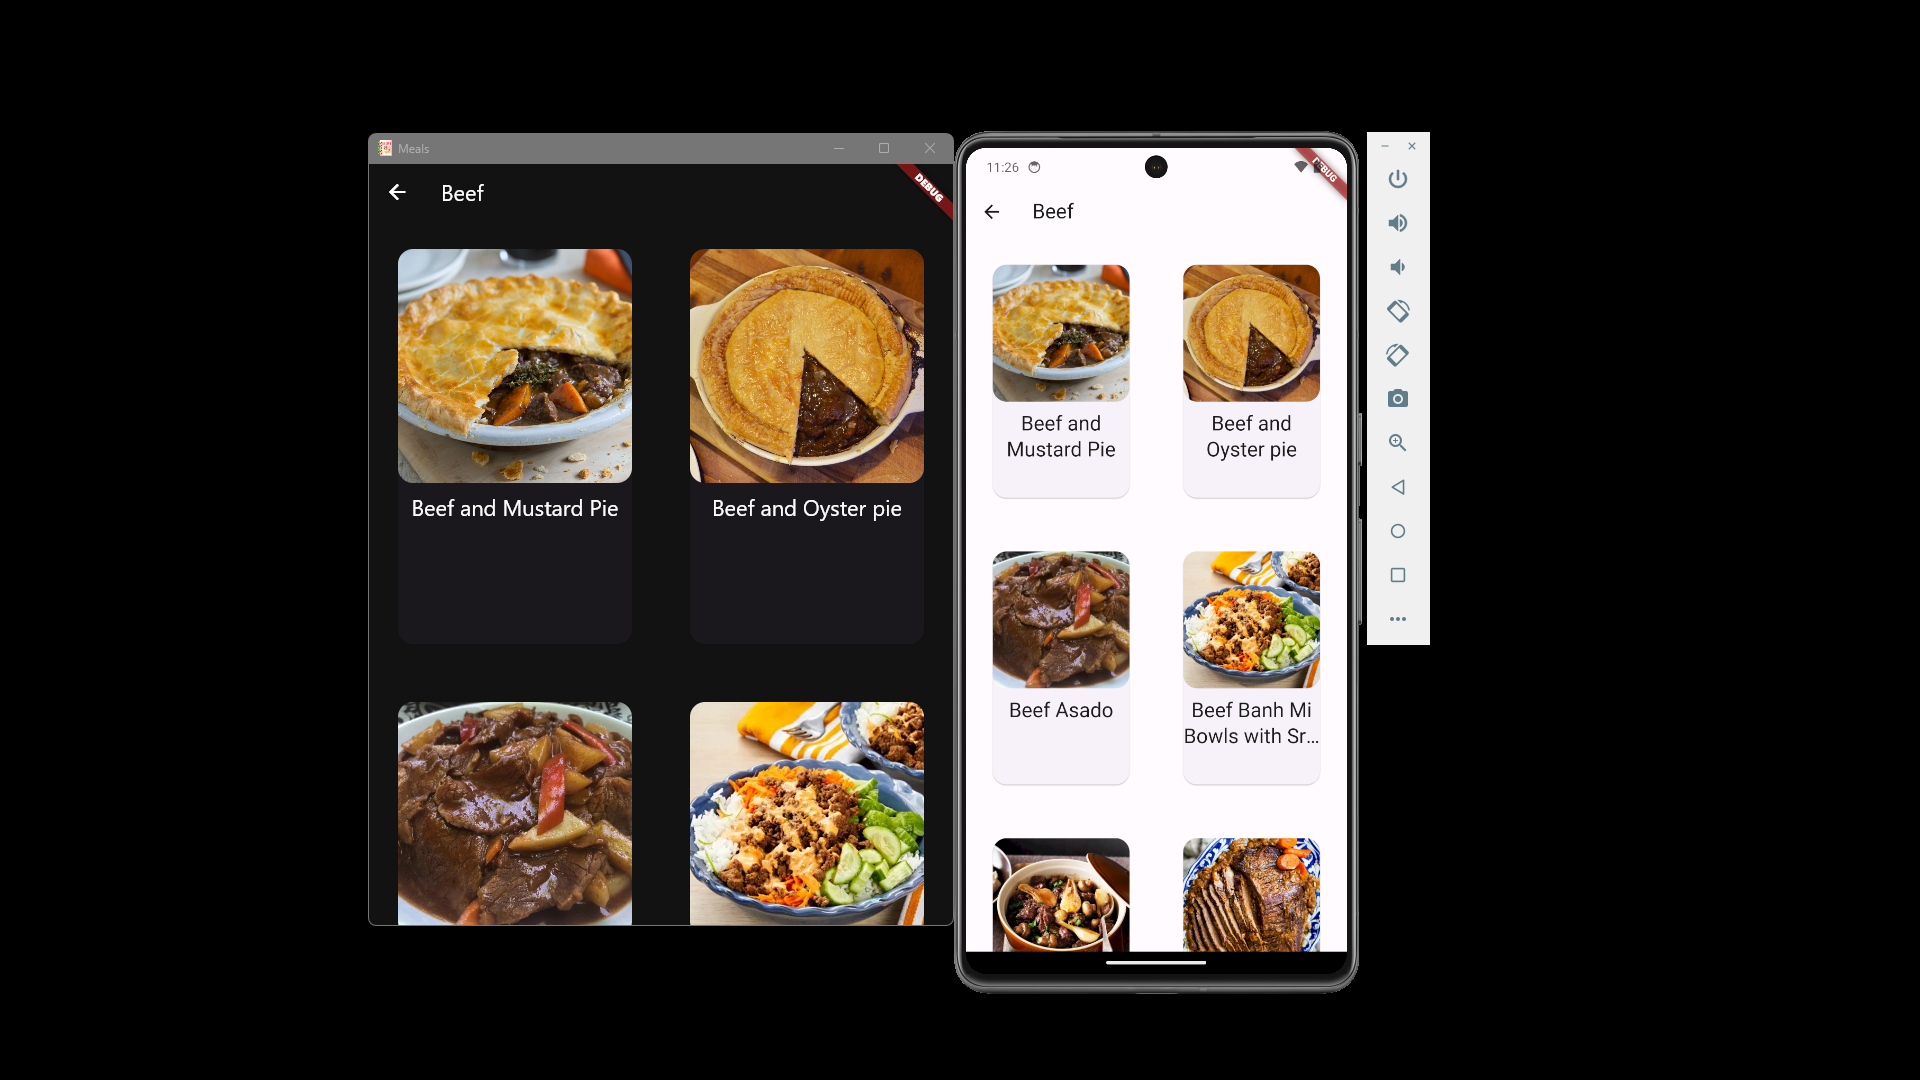 Meals
Beef
DEBUG
Beef and Mustard Pie
Beef and Oyster pie
11:26
DEBUG
Beef
Beef and
Mustard Pie
Beef and
Oyster pie
Beef Asado
Beef Banh Mi
Bowls with Sr...